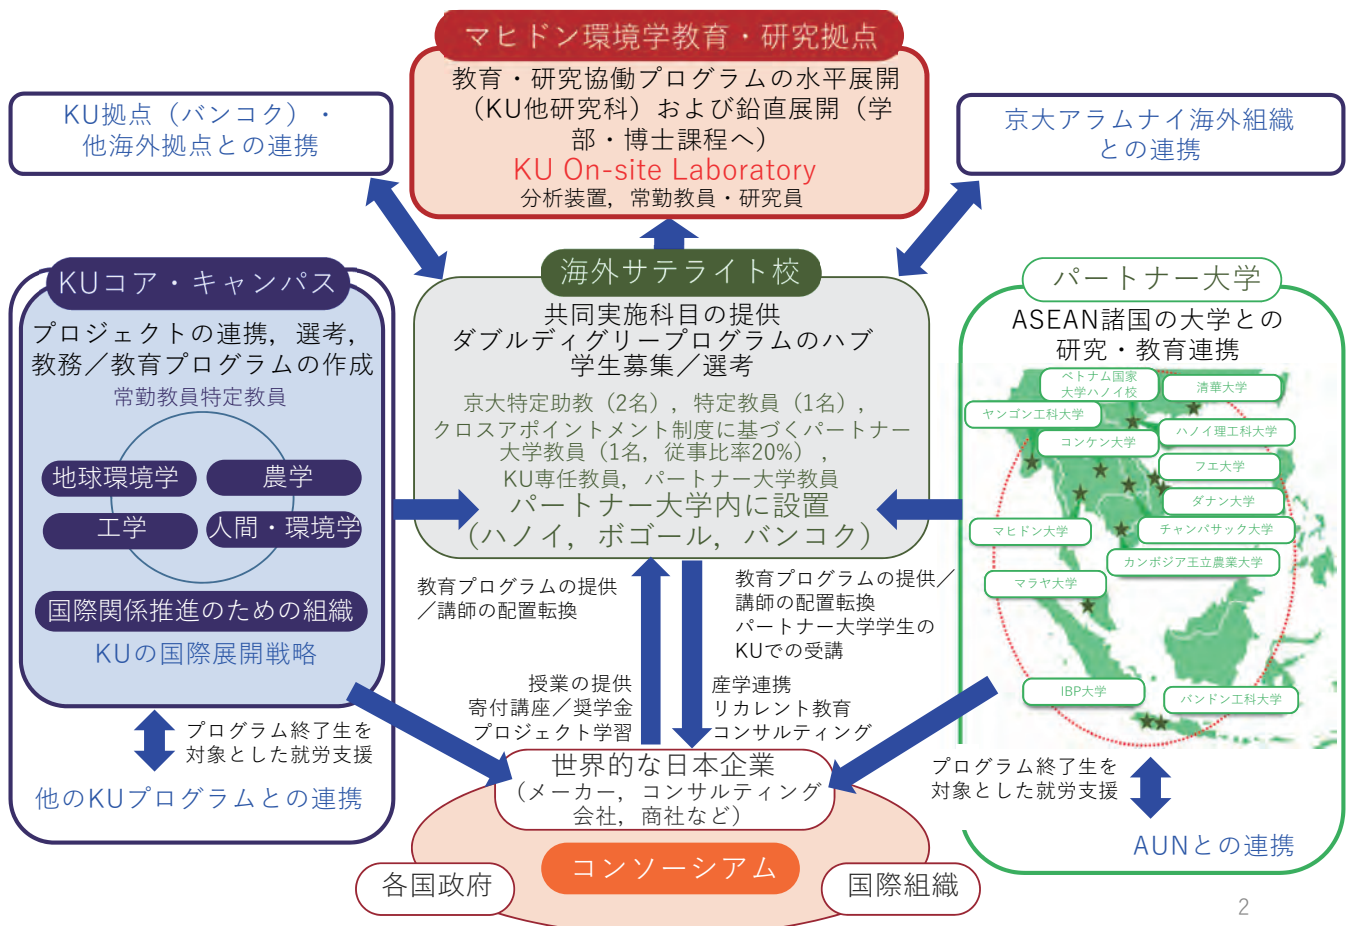 マヒドン環境学教育・研究拠点
教育・研究協働プログラムの水平展開
（KU他研究科）および鉛直展開（学
部・博士課程へ）
KU On-site Laboratory
分析装置，常勤教員・研究員
KU拠点（バンコク）・
他海外拠点との連携
京大アラムナイ海外組織
との連携
KUコア・キャンパス
プロジェクトの連携，選考，
教務／教育プログラムの作成
常勤教員特定教員
地球環境学
農学
工学
人間・環境学
国際関係推進のための組織
KUの国際展開戦略
プログラム終了生を
対象とした就労支援
他のKUプログラムとの連携
海外サテライト校
共同実施科目の提供
ダブルディグリープログラムのハブ
学生募集／選考
京大特定助教（2名），特定教員（1名），
クロスアポイントメント制度に基づくパートナー
大学教員（1名，従事比率20%），
KU専任教員，パートナー大学教員
パートナー大学内に設置
（ハノイ，ボゴール，バンコク）
教育プログラムの提供
／講師の配置転換
教育プログラムの提供／
講師の配置転換
パートナー大学学生の
KUでの受講
授業の提供
寄付講座／奨学金
プロジェクト学習
産学連携
リカレント教育
コンサルティング
世界的な日本企業
（メーカー，コンサルティング
会社，商社など）
コンソーシアム
各国政府
国際組織
パートナー大学
ASEAN諸国の大学との
研究・教育連携
ベトナム国家
大学ハノイ校
清華大学
ヤンゴン工科大学
ハノイ理工科大学
コンケン大学
フエ大学
ダナン大学
マヒドン大学
チャンパサック大学
カンボジア王立農業大学
マラヤ大学
IBP大学
バンドン工科大学
プログラム終了生を
対象とした就労支援
AUNとの連携
2